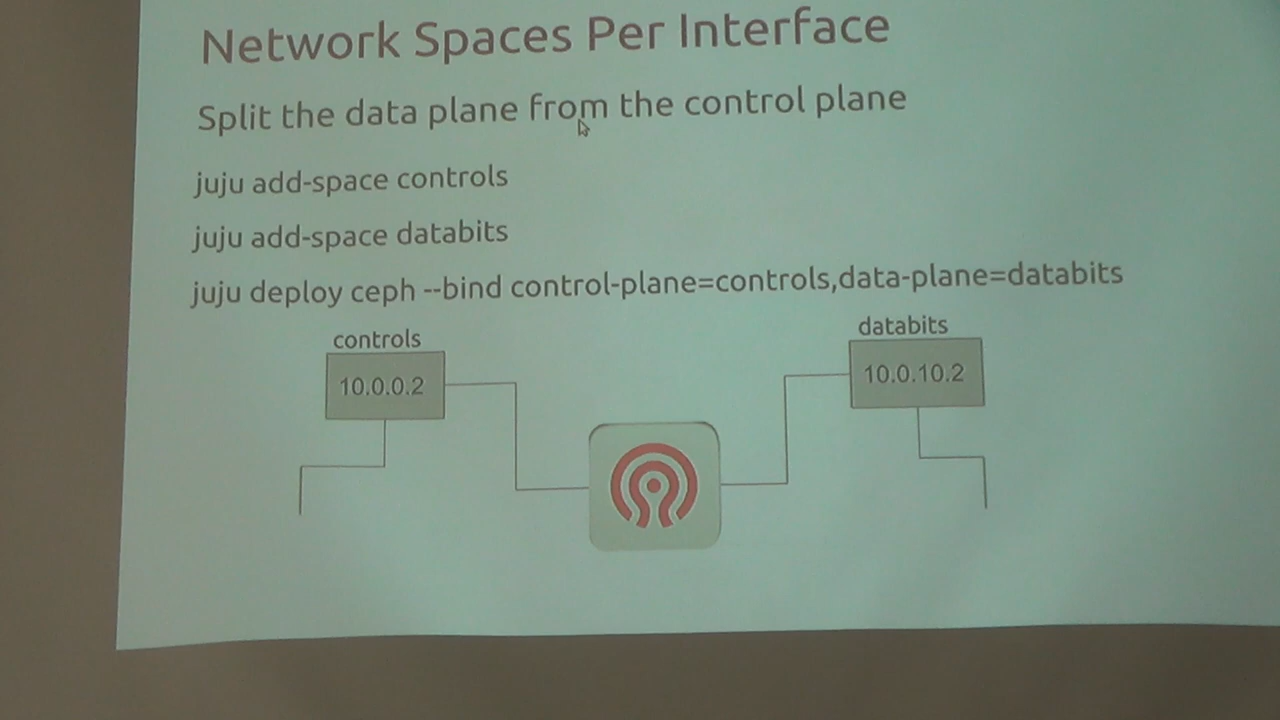 Network Spaces Per Interface
Split the data plane from the control plane
juju add-space controls
juju add-space databits
juju deploy ceph --bind control-plane=controls,data-plane=databits
controls
databits
10.0.0.2
10.0.10.2